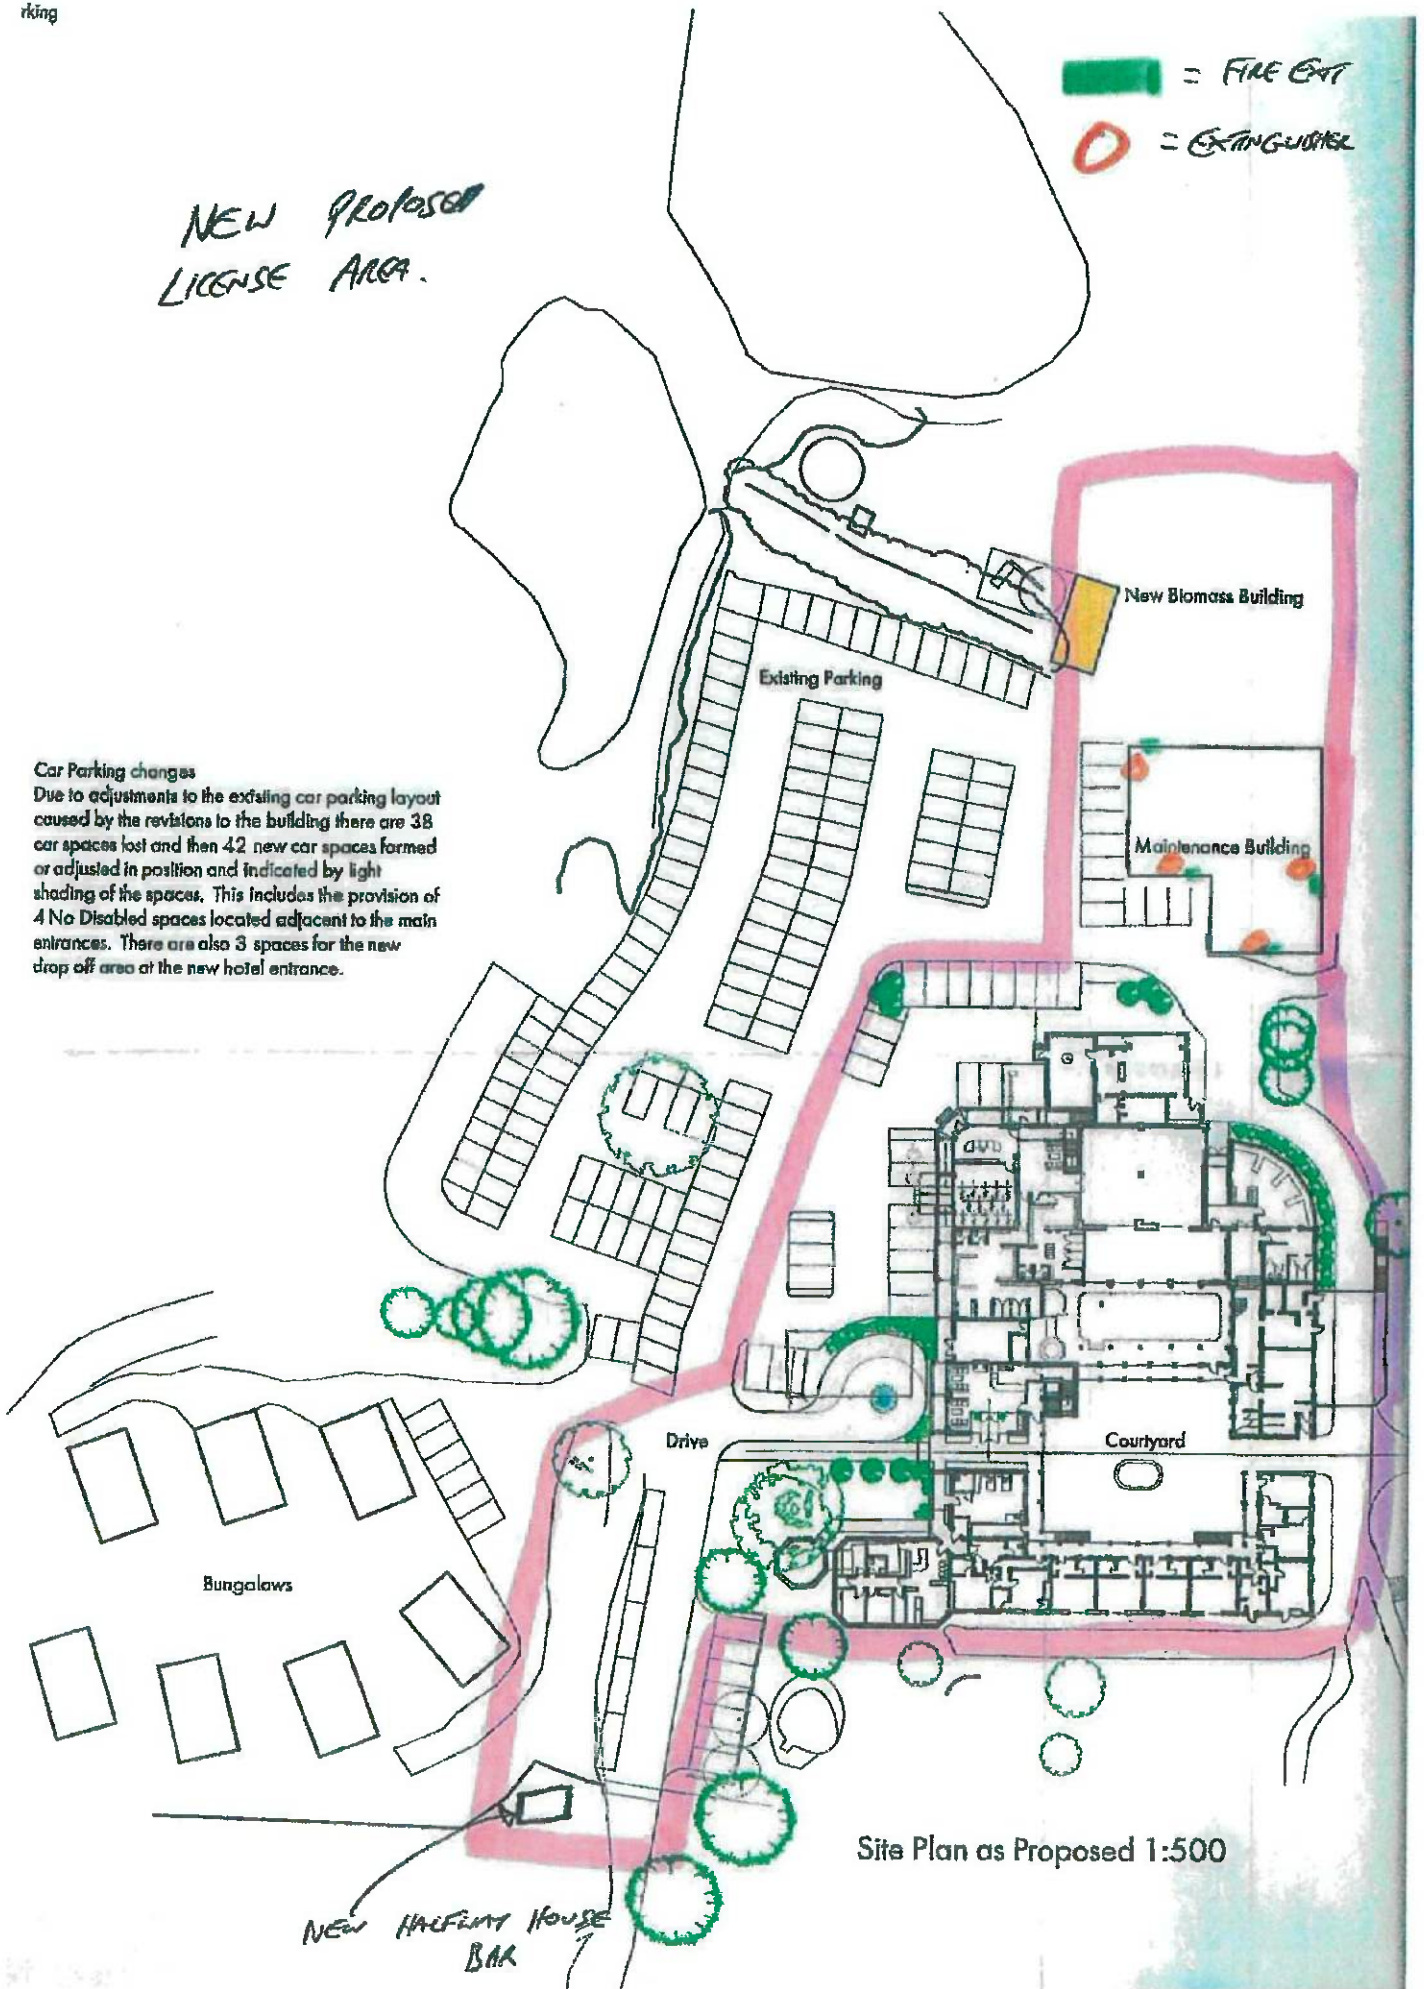 rking
= FIRE EXIT
= EXTINGUISHER
NEW PROPOSED
LICENSE AREA.
New Biomass Building
Existing Parking
Car Parking changes
Due to adjustments to the existing car parking layout
caused by the revisions to the building there are 38
car spaces lost and then 42 new car spaces formed
or adjusted in position and indicated by light
shading of the spaces. This includes the provision of
4 No Disabled spaces located adjacent to the main
entrances. There are also 3 spaces for the new
drop off area at the new hotel entrance.
Maintenance Building
Drive
Courtyard
Bungalows
Site Plan as Proposed 1:500
NEW HALFWAY HOUSE
BAR